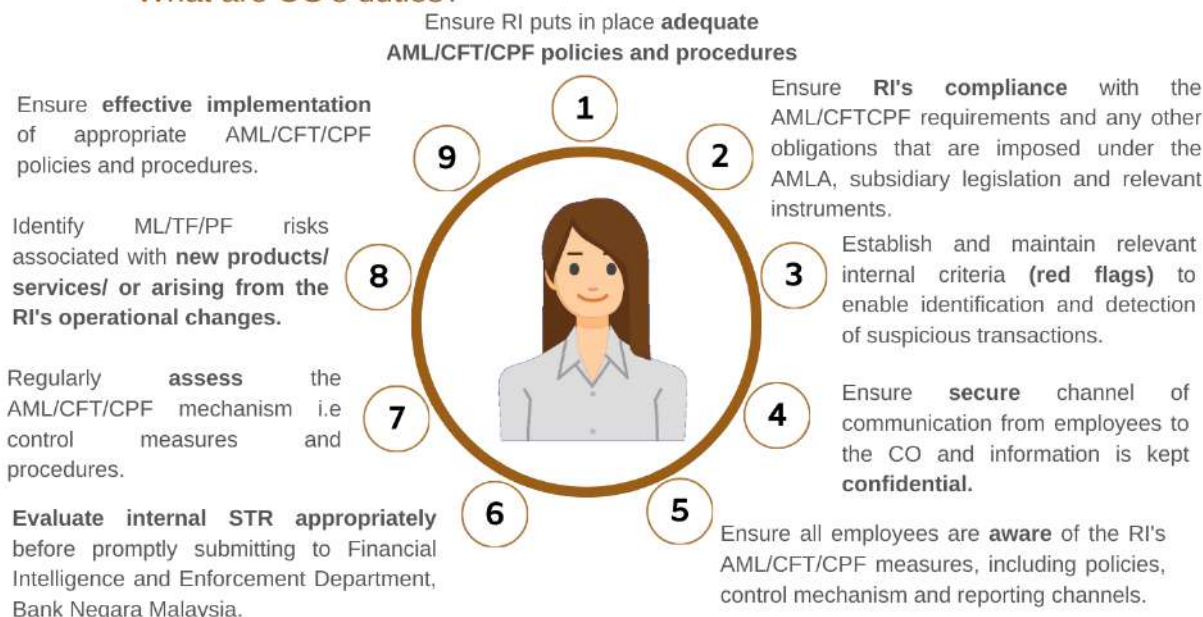 What are CO's duties?
Ensure RI puts in place adequate
AML/CFT/CPF policies and procedures
1
Ensure RI's compliance with the
AML/CFTCPF requirements and any other
obligations that are imposed under the
AMLA, subsidiary legislation and relevant
instruments.
2
Establish and maintain relevant
internal criteria (red flags) to
enable identification and detection
of suspicious transactions.
3
Ensure secure channel of
communication from employees to
the CO and information is kept
confidential.
4
Ensure all employees are aware of the RI's
AML/CFT/CPF measures, including policies,
control mechanism and reporting channels.
5
Evaluate internal STR appropriately
before promptly submitting to Financial
Intelligence and Enforcement Department,
Bank Negara Malaysia.
6
Regularly assess the
AML/CFT/CPF mechanism i.e
control measures and
procedures.
7
Identify ML/TF/PF risks
associated with new products/
services/ or arising from the
RI's operational changes.
8
Ensure effective implementation
of appropriate AML/CFT/CPF
policies and procedures.
9